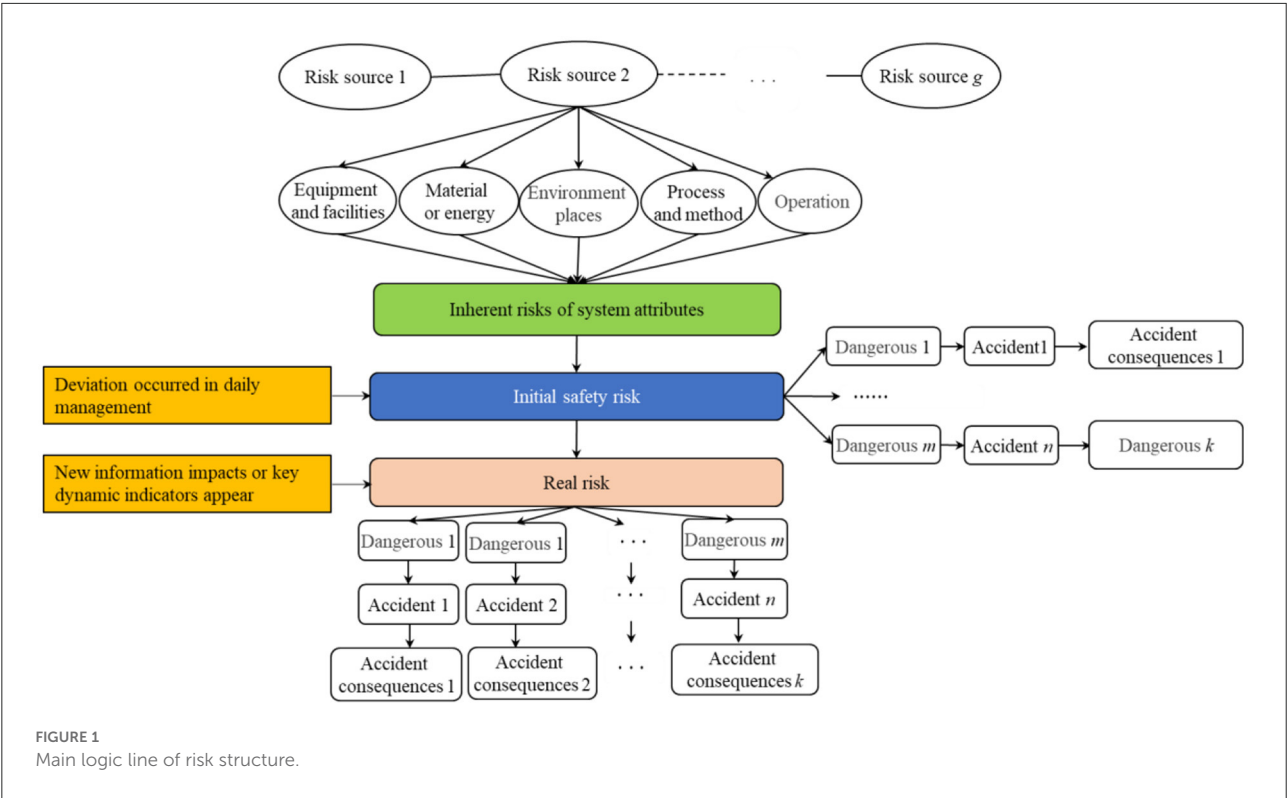 Risk source 1
Risk source 2
. . .
Risk source g
Equipment
and facilities
Material
or energy
Environment
places
Process
and method
Operation
Inherent risks of system attributes
Deviation occurred in daily
management
Initial safety risk
Dangerous 1
Accident1
Accident
consequences 1
......
Dangerous m
Accident n
Dangerous k
New information impacts or key
dynamic indicators appear
Real risk
Dangerous 1
Dangerous 1
. . .
Dangerous m
Accident 1
Accident 2
. . .
Accident n
Accident
consequences 1
Accident
consequences 2
. . .
Accident
consequences k
FIGURE 1
Main logic line of risk structure.